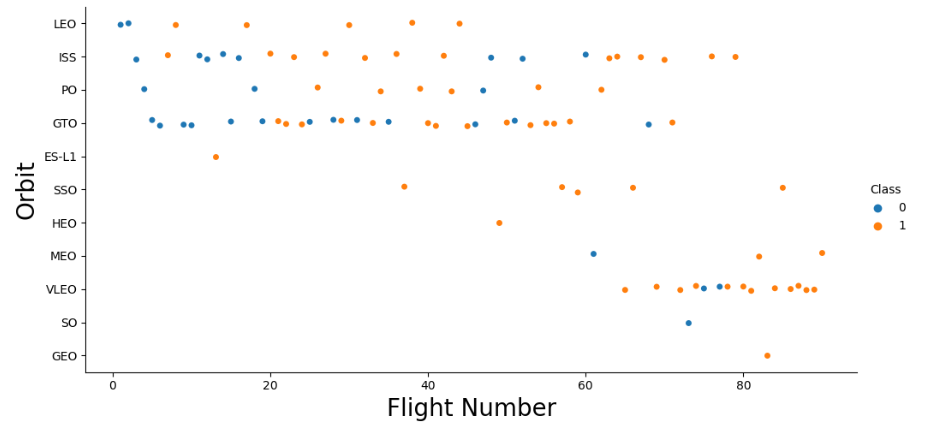 LEO
ISS
PO
GTO
ES-L1
SSO
HEO
MEO
VLEO
SO
GEO
Orbit
0 20 40 60 80
Flight Number
Class
0
1